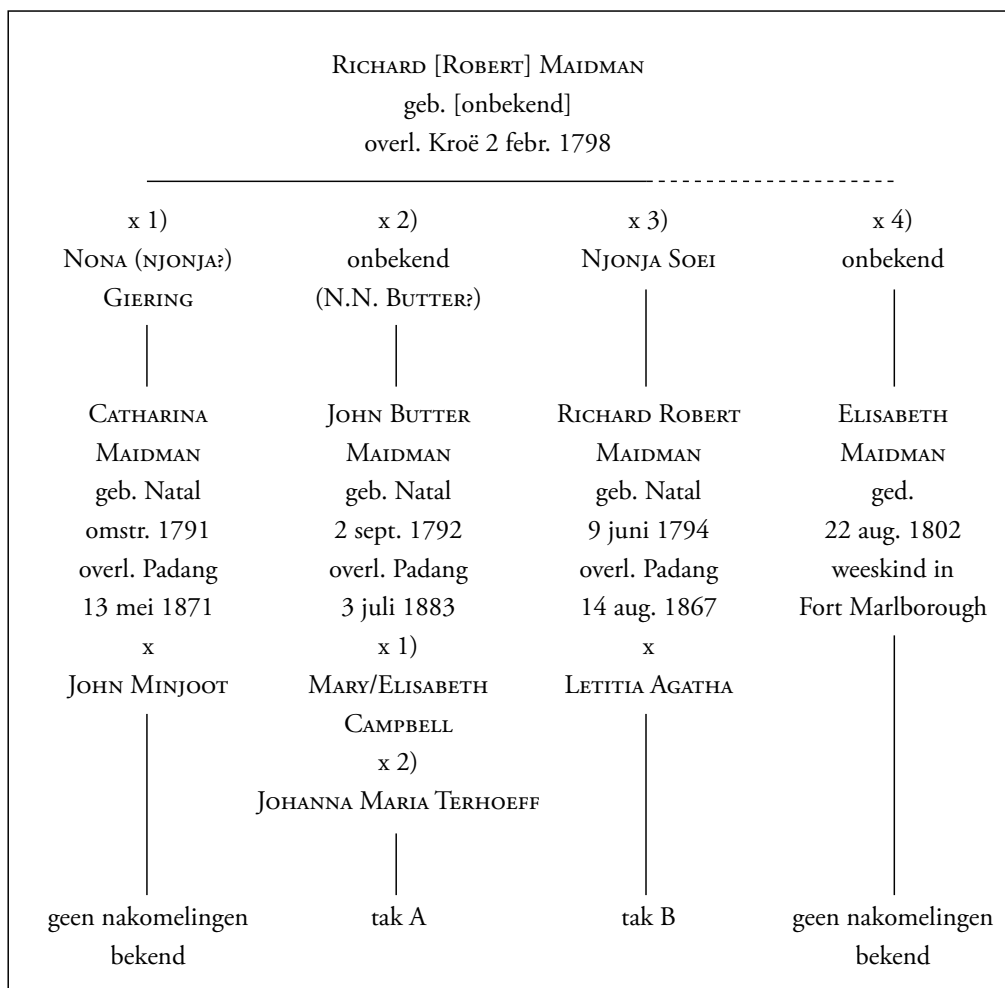 Richard [Robert] Maidman
geb. [onbekend]
overl. Kroë 2 febr. 1798
x 1)
Nona (njonja?)
Giering
Catharina
Maidman
geb. Natal
omstr. 1791
overl. Padang
13 mei 1871
x
John Minjoot
geen nakomelingen
bekend
x 2)
onbekend
(N.N. Butter?)
John Butter
Maidman
geb. Natal
2 sept. 1792
overl. Padang
3 juli 1883
x 1)
Mary/Elisabeth
Campbell
x 2)
Johanna Maria Terhoeff
tak A
x 3)
Njonja Soei
Richard Robert
Maidman
geb. Natal
9 juni 1794
overl. Padang
14 aug. 1867
x
Letitia Agatha
tak B
x 4)
onbekend
Elisabeth
Maidman
ged.
22 aug. 1802
weeskind in
Fort Marlborough
geen nakomelingen
bekend